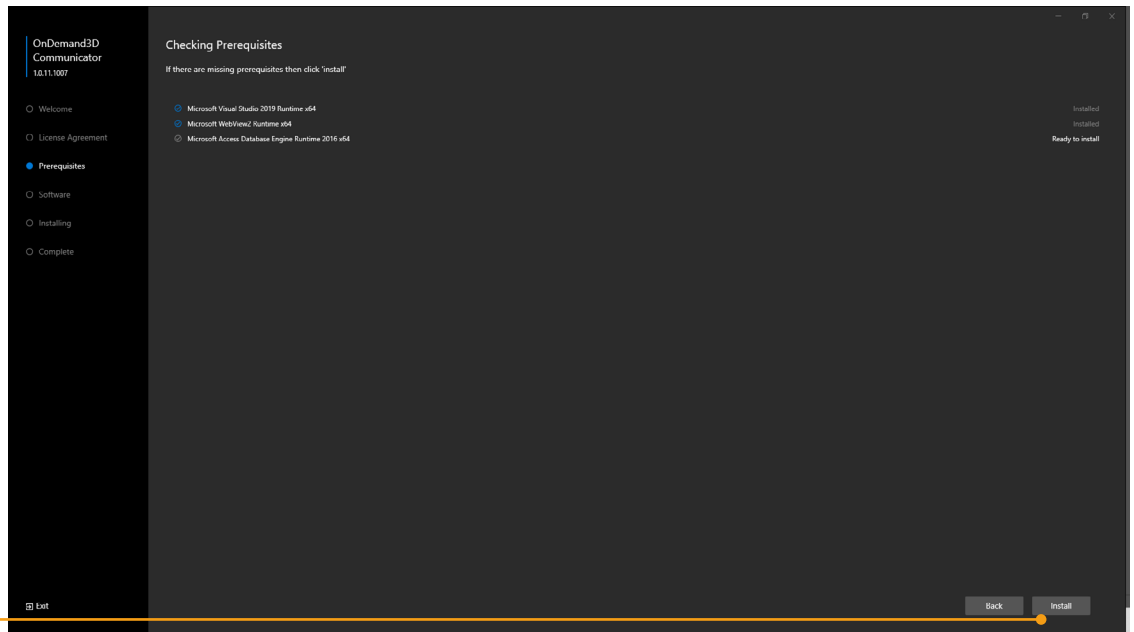 OnDemand3D
Communicator
1.0.11.1007
Welcome
License Agreement
Prerequisites
Software
Installing
Complete
Exit
Checking Prerequisites
If there are missing prerequisites then click 'install'
Microsoft Visual Studio 2019 Runtime x64 Installed
Microsoft WebView2 Runtime x64 Installed
Microsoft Access Database Engine Runtime 2016 x64 Ready to install
Back Install